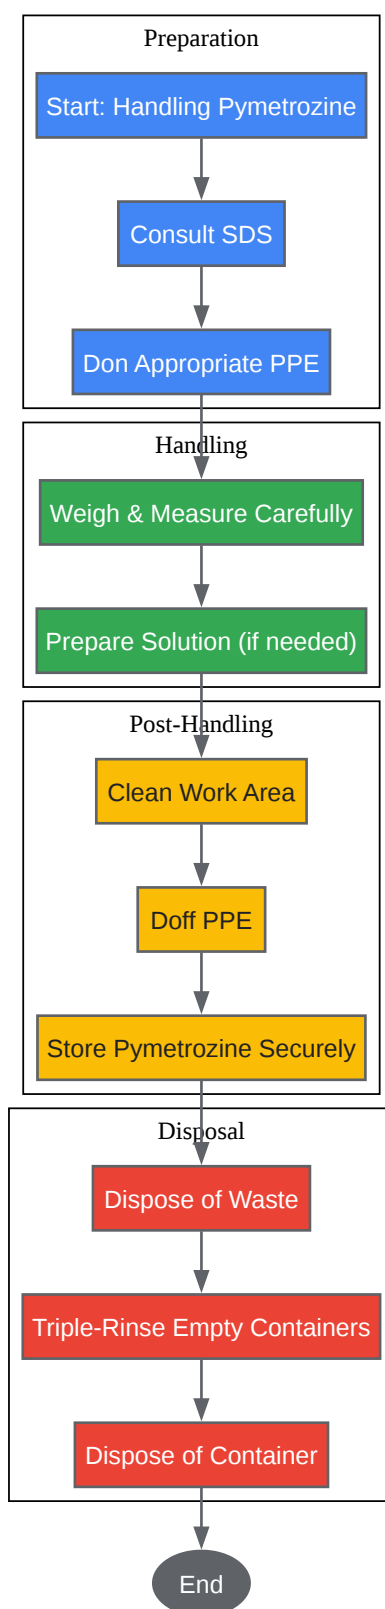 Preparation
Start: Handling Pymetrozine
Consult SDS
Don Appropriate PPE
Handling
Weigh & Measure Carefully
Prepare Solution (if needed)
Post-Handling
Clean Work Area
Doff PPE
Store Pymetrozine Securely
Disposal
Dispose of Waste
Triple-Rinse Empty Containers
Dispose of Container
End